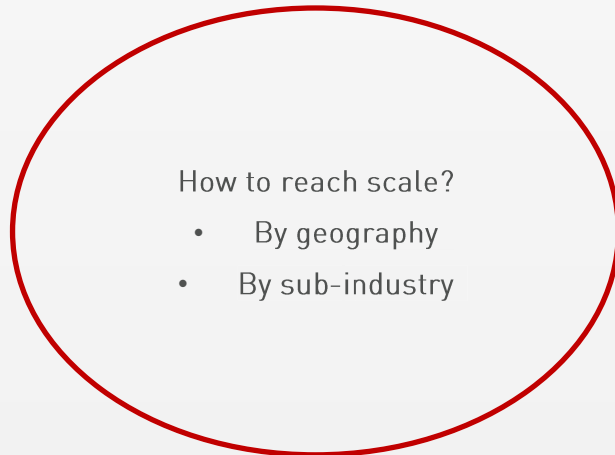 How to reach scale?
• By geography
• By sub-industry